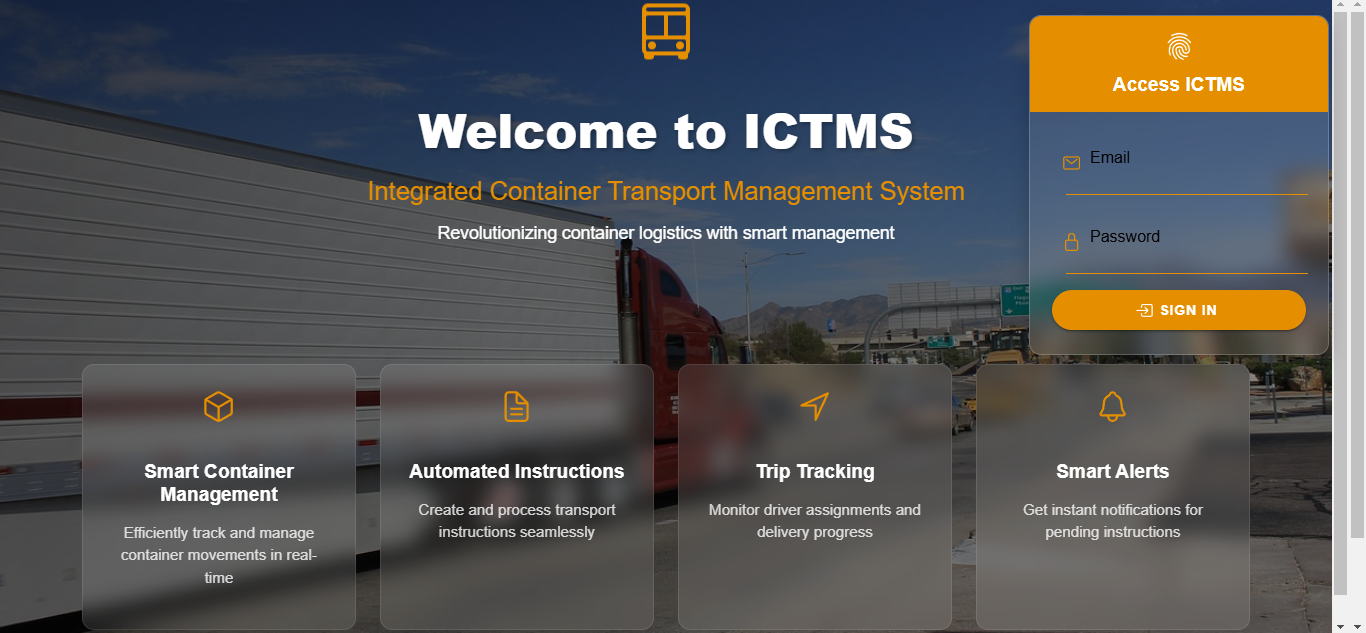 Welcome to ICTMS
Integrated Container Transport Management System
Revolutionizing container logistics with smart management
Access ICTMS
Email
Password
SIGN IN
Smart Container
Management
Efficiently track and manage
container movements in real-
time
Automated Instructions
Create and process transport
instructions seamlessly
Trip Tracking
Monitor driver assignments and
delivery progress
Smart Alerts
Get instant notifications for
pending instructions